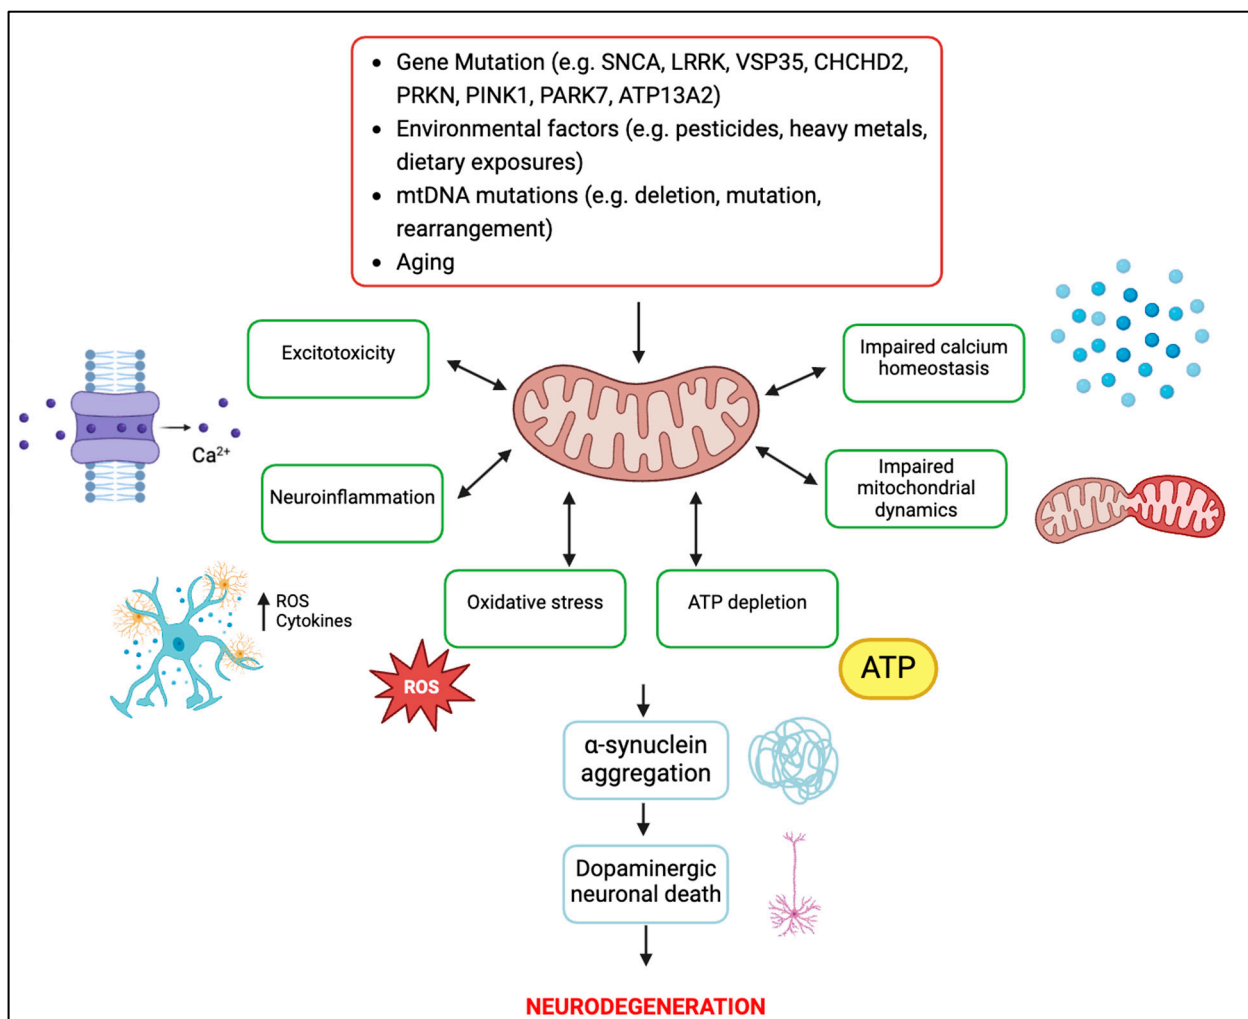 • Gene Mutation (e.g. SNCA, LRRK, VSP35, CHCHD2,
PRKN, PINK1, PARK7, ATP13A2)
• Environmental factors (e.g. pesticides, heavy metals,
dietary exposures)
• mtDNA mutations (e.g. deletion, mutation,
rearrangement)
• Aging
Excitotoxicity
Impaired calcium
homeostasis
Ca²⁺
Neuroinflammation
Impaired
mitochondrial
dynamics
ROS
Cytokines
Oxidative stress
ATP depletion
ROS
ATP
α-synuclein
aggregation
Dopaminergic
neuronal death
NEURODEGENERATION